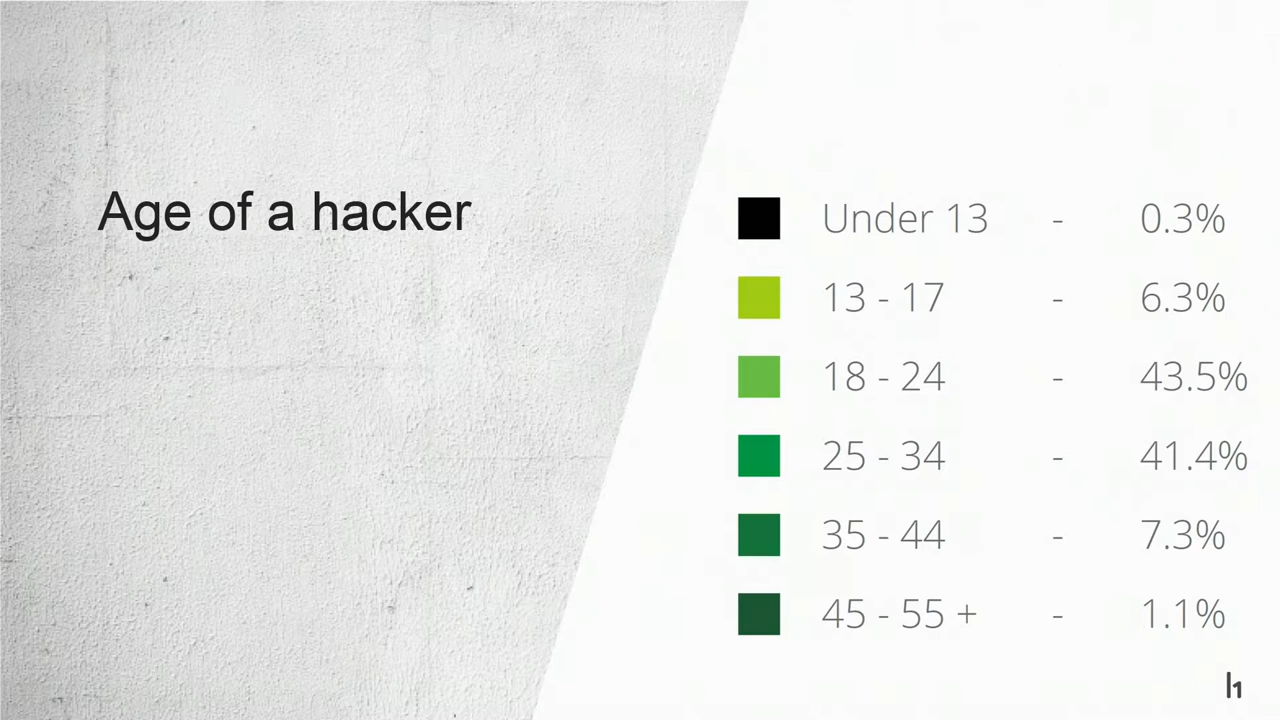 Age of a hacker
Under 13 - 0.3%
13 - 17 - 6.3%
18 - 24 - 43.5%
25 - 34 - 41.4%
35 - 44 - 7.3%
45 - 55 + - 1.1%
l1